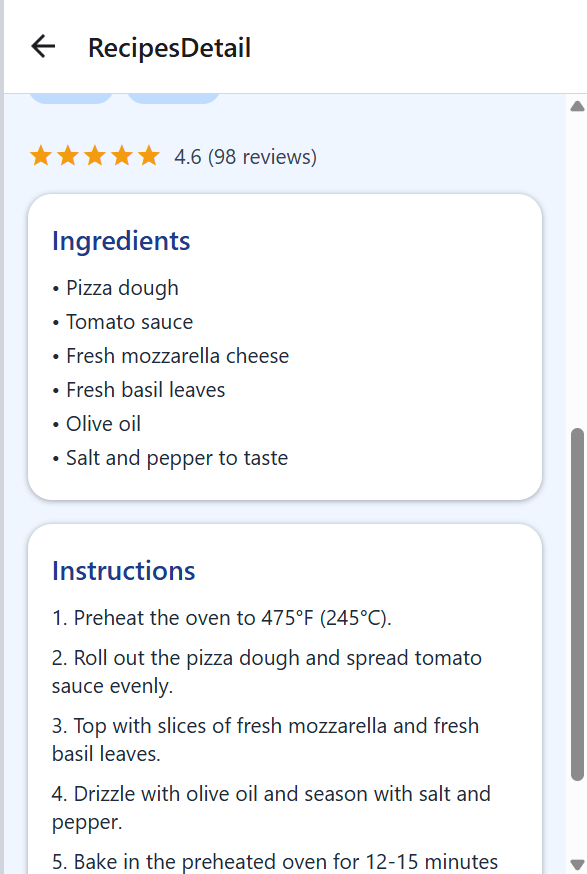 RecipesDetail
4.6 (98 reviews)
Ingredients
• Pizza dough
• Tomato sauce
• Fresh mozzarella cheese
• Fresh basil leaves
• Olive oil
• Salt and pepper to taste
Instructions
1. Preheat the oven to 475°F (245°C).
2. Roll out the pizza dough and spread tomato
sauce evenly.
3. Top with slices of fresh mozzarella and fresh
basil leaves.
4. Drizzle with olive oil and season with salt and
pepper.
5. Bake in the preheated oven for 12-15 minutes